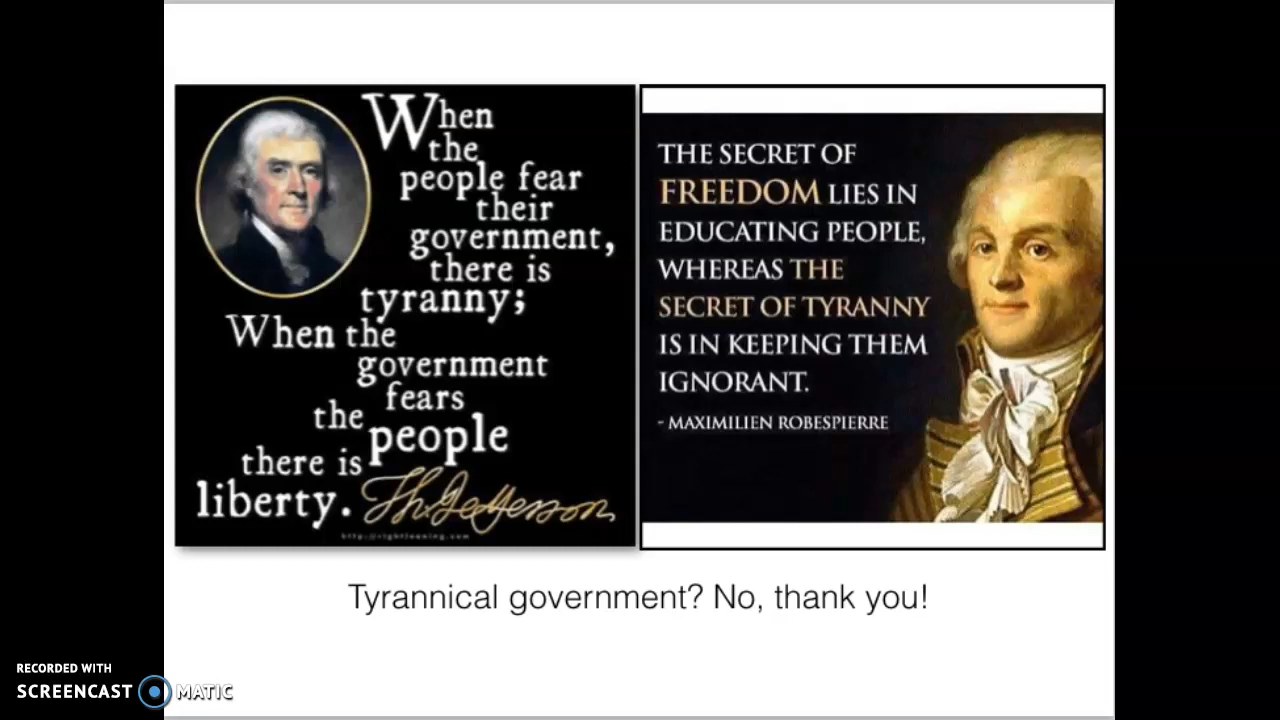 When
the
people fear
their
government,
there is
tyranny;
When the
government
fears
the people
there is
liberty. Th. Jefferson
THE SECRET OF
FREEDOM LIES IN
EDUCATING PEOPLE,
WHEREAS THE
SECRET OF TYRANNY
IS IN KEEPING THEM
IGNORANT.
- MAXIMILIEN ROBESPIERRE
Tyrannical government? No, thank you!
RECORDED WITH
SCREENCAST MATIC